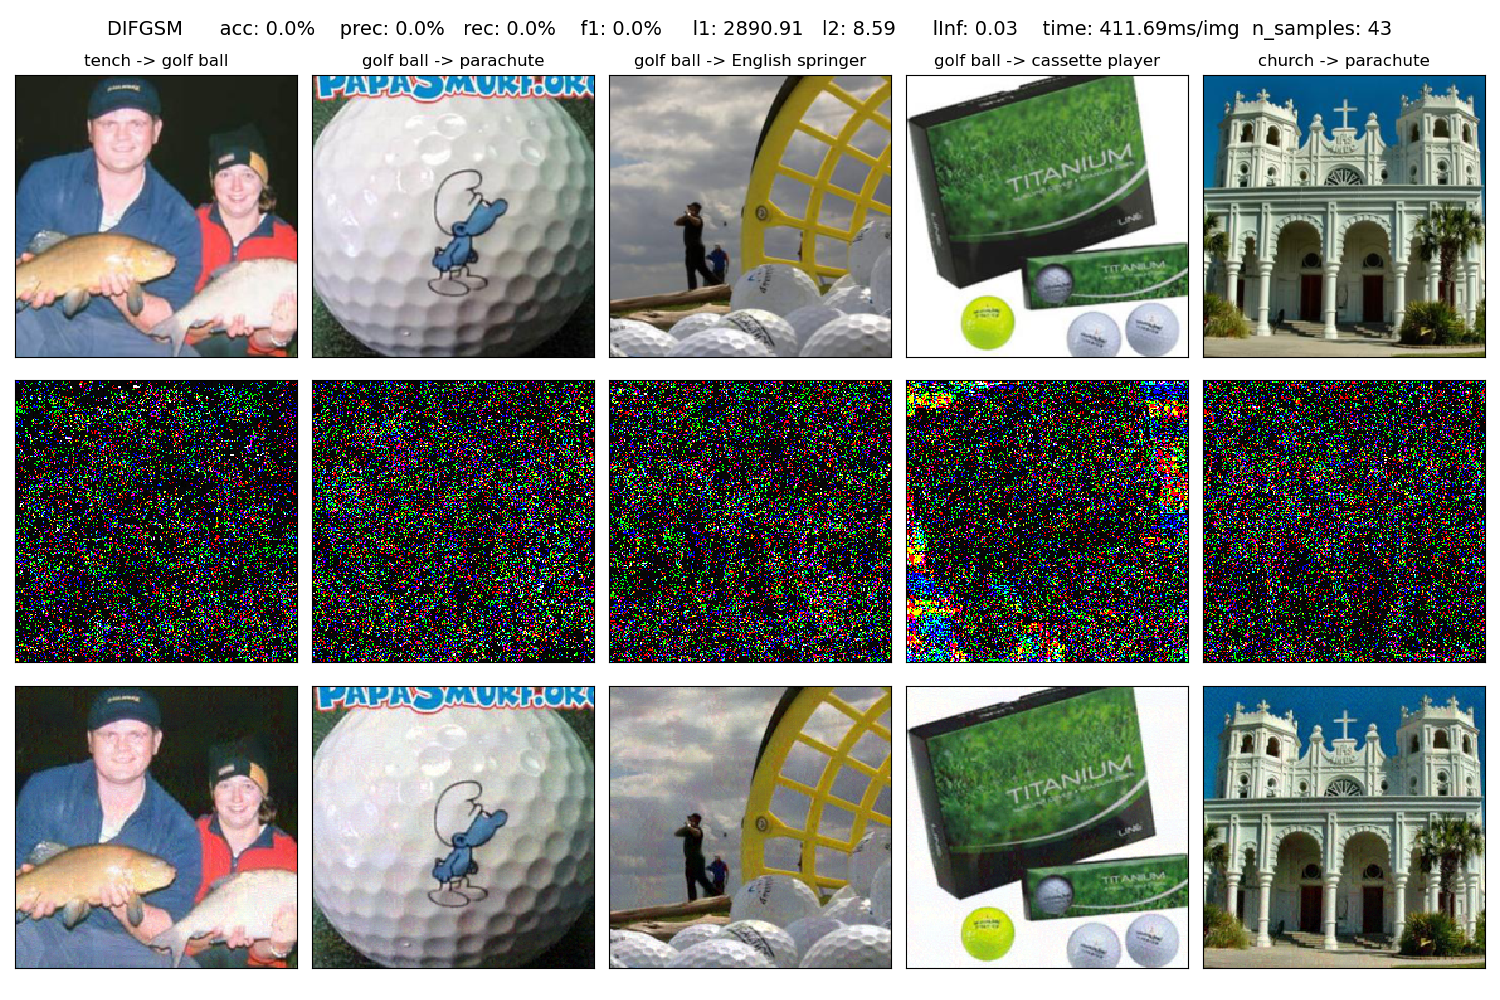 DIFGSM acc: 0.0% prec: 0.0% rec: 0.0% f1: 0.0% l1: 2890.91 l2: 8.59 lInf: 0.03 time: 411.69ms/img n_samples: 43
tench -> golf ball
golf ball -> parachute
golf ball -> English springer
golf ball -> cassette player
church -> parachute
PAPASMURF.ORG
TITANIUM
LINE
TITANIUM
PAPASMURF.ORG
TITANIUM
LINE
TITANIUM